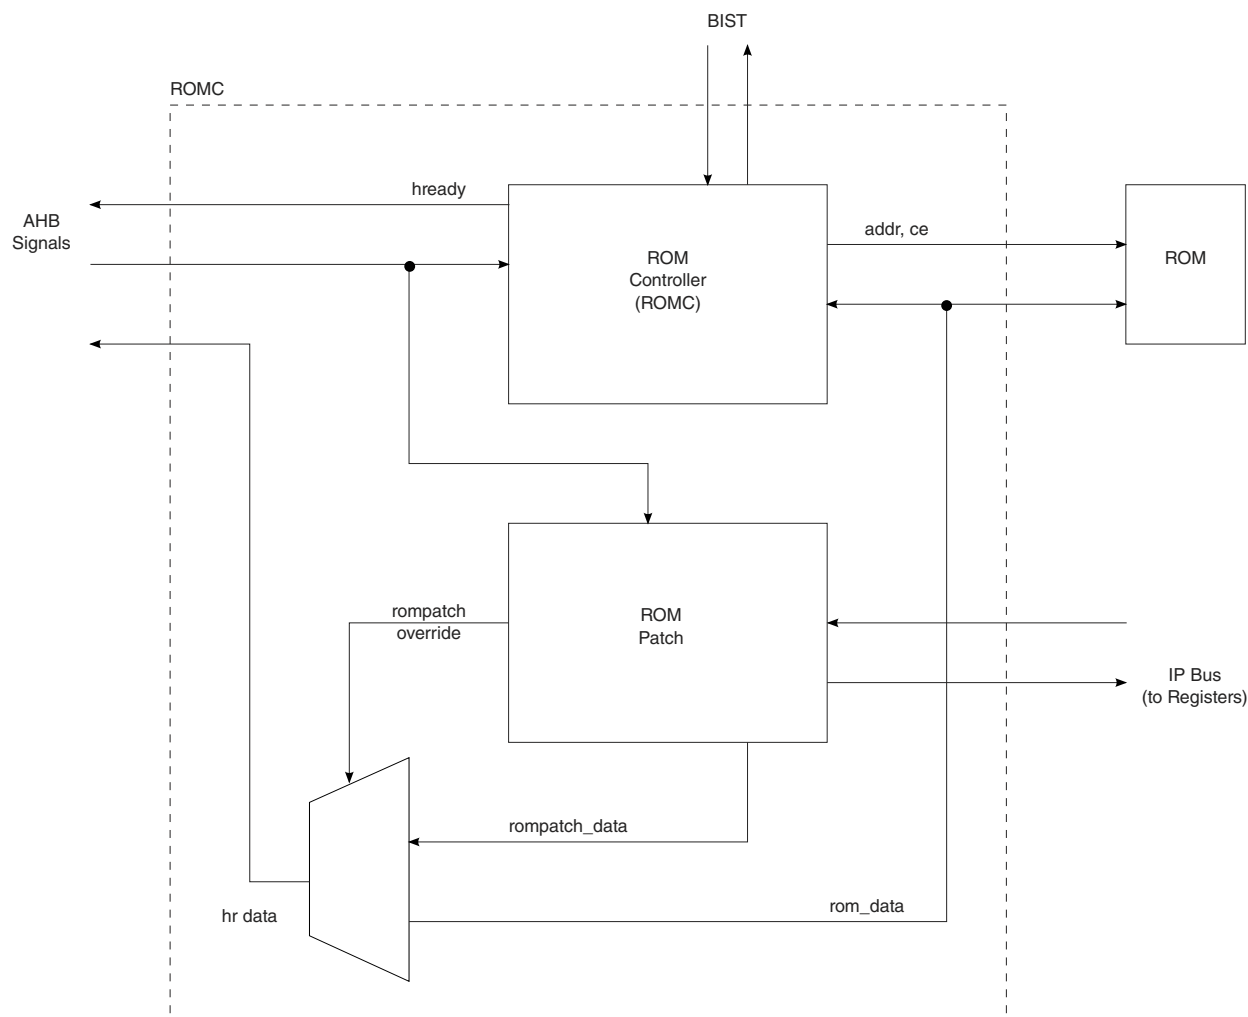 BIST
ROMC
hready
AHB
Signals
addr, ce
ROM
Controller
(ROMC)
ROM
rompatch
override
ROM
Patch
IP Bus
(to Registers)
rompatch_data
rom_data
hr data